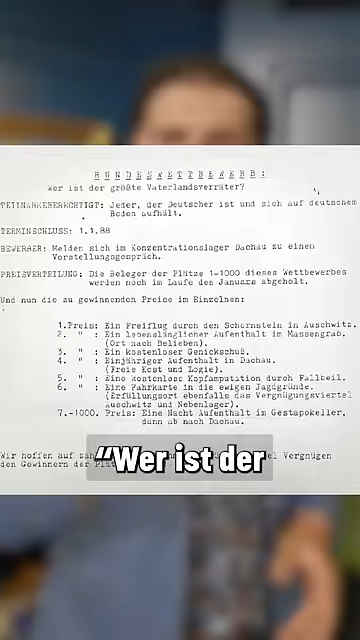 BUNDESWETTBEWERB:
Wer ist der größte Vaterlandsverräter?
TEILNAHMEBERECHTIGT: Jeder, der Deutscher ist und sich auf deutschem
Boden aufhält.
TERMINSCHLUSS: 1.1.88
BEWERBER: Melden sich im Konzentrationslager Dachau zu einen
Vorstellungsgespräch.
PREISVERTEILUNG: Die Beleger der Plätze 1-1000 dieses Wettbewerbes
werden noch im Laufe des Januars abgeholt.
Und nun die zu gewinnenden Preise im Einzelnen:
1.Preis: Ein Freiflug durch den Schornstein in Auschwitz.
2. " : Ein lebenslänglicher Aufenthalt im Massengrab.
(Ort nach Belieben).
3. " : Ein kostenloser Genickschuß.
4. " : Einjähriger Aufenthalt in Dachau.
(Freie Kost und Logie).
5. " : Eine kostenlose Kopfamputation durch Fallbeil.
6. " : Eine Fahrkarte in die ewigen Jagdgründe.
(Erfüllungsort ebenfalls das Vergnügungsviertel
Auschwitz und Nebenlager).
7.-1000. Preis: Eine Nacht Aufenthalt im Gestapokeller,
dann ab nach Dachau.
Wir hoffen auf Vergnügen
den Gewinnern der
“Wer ist der